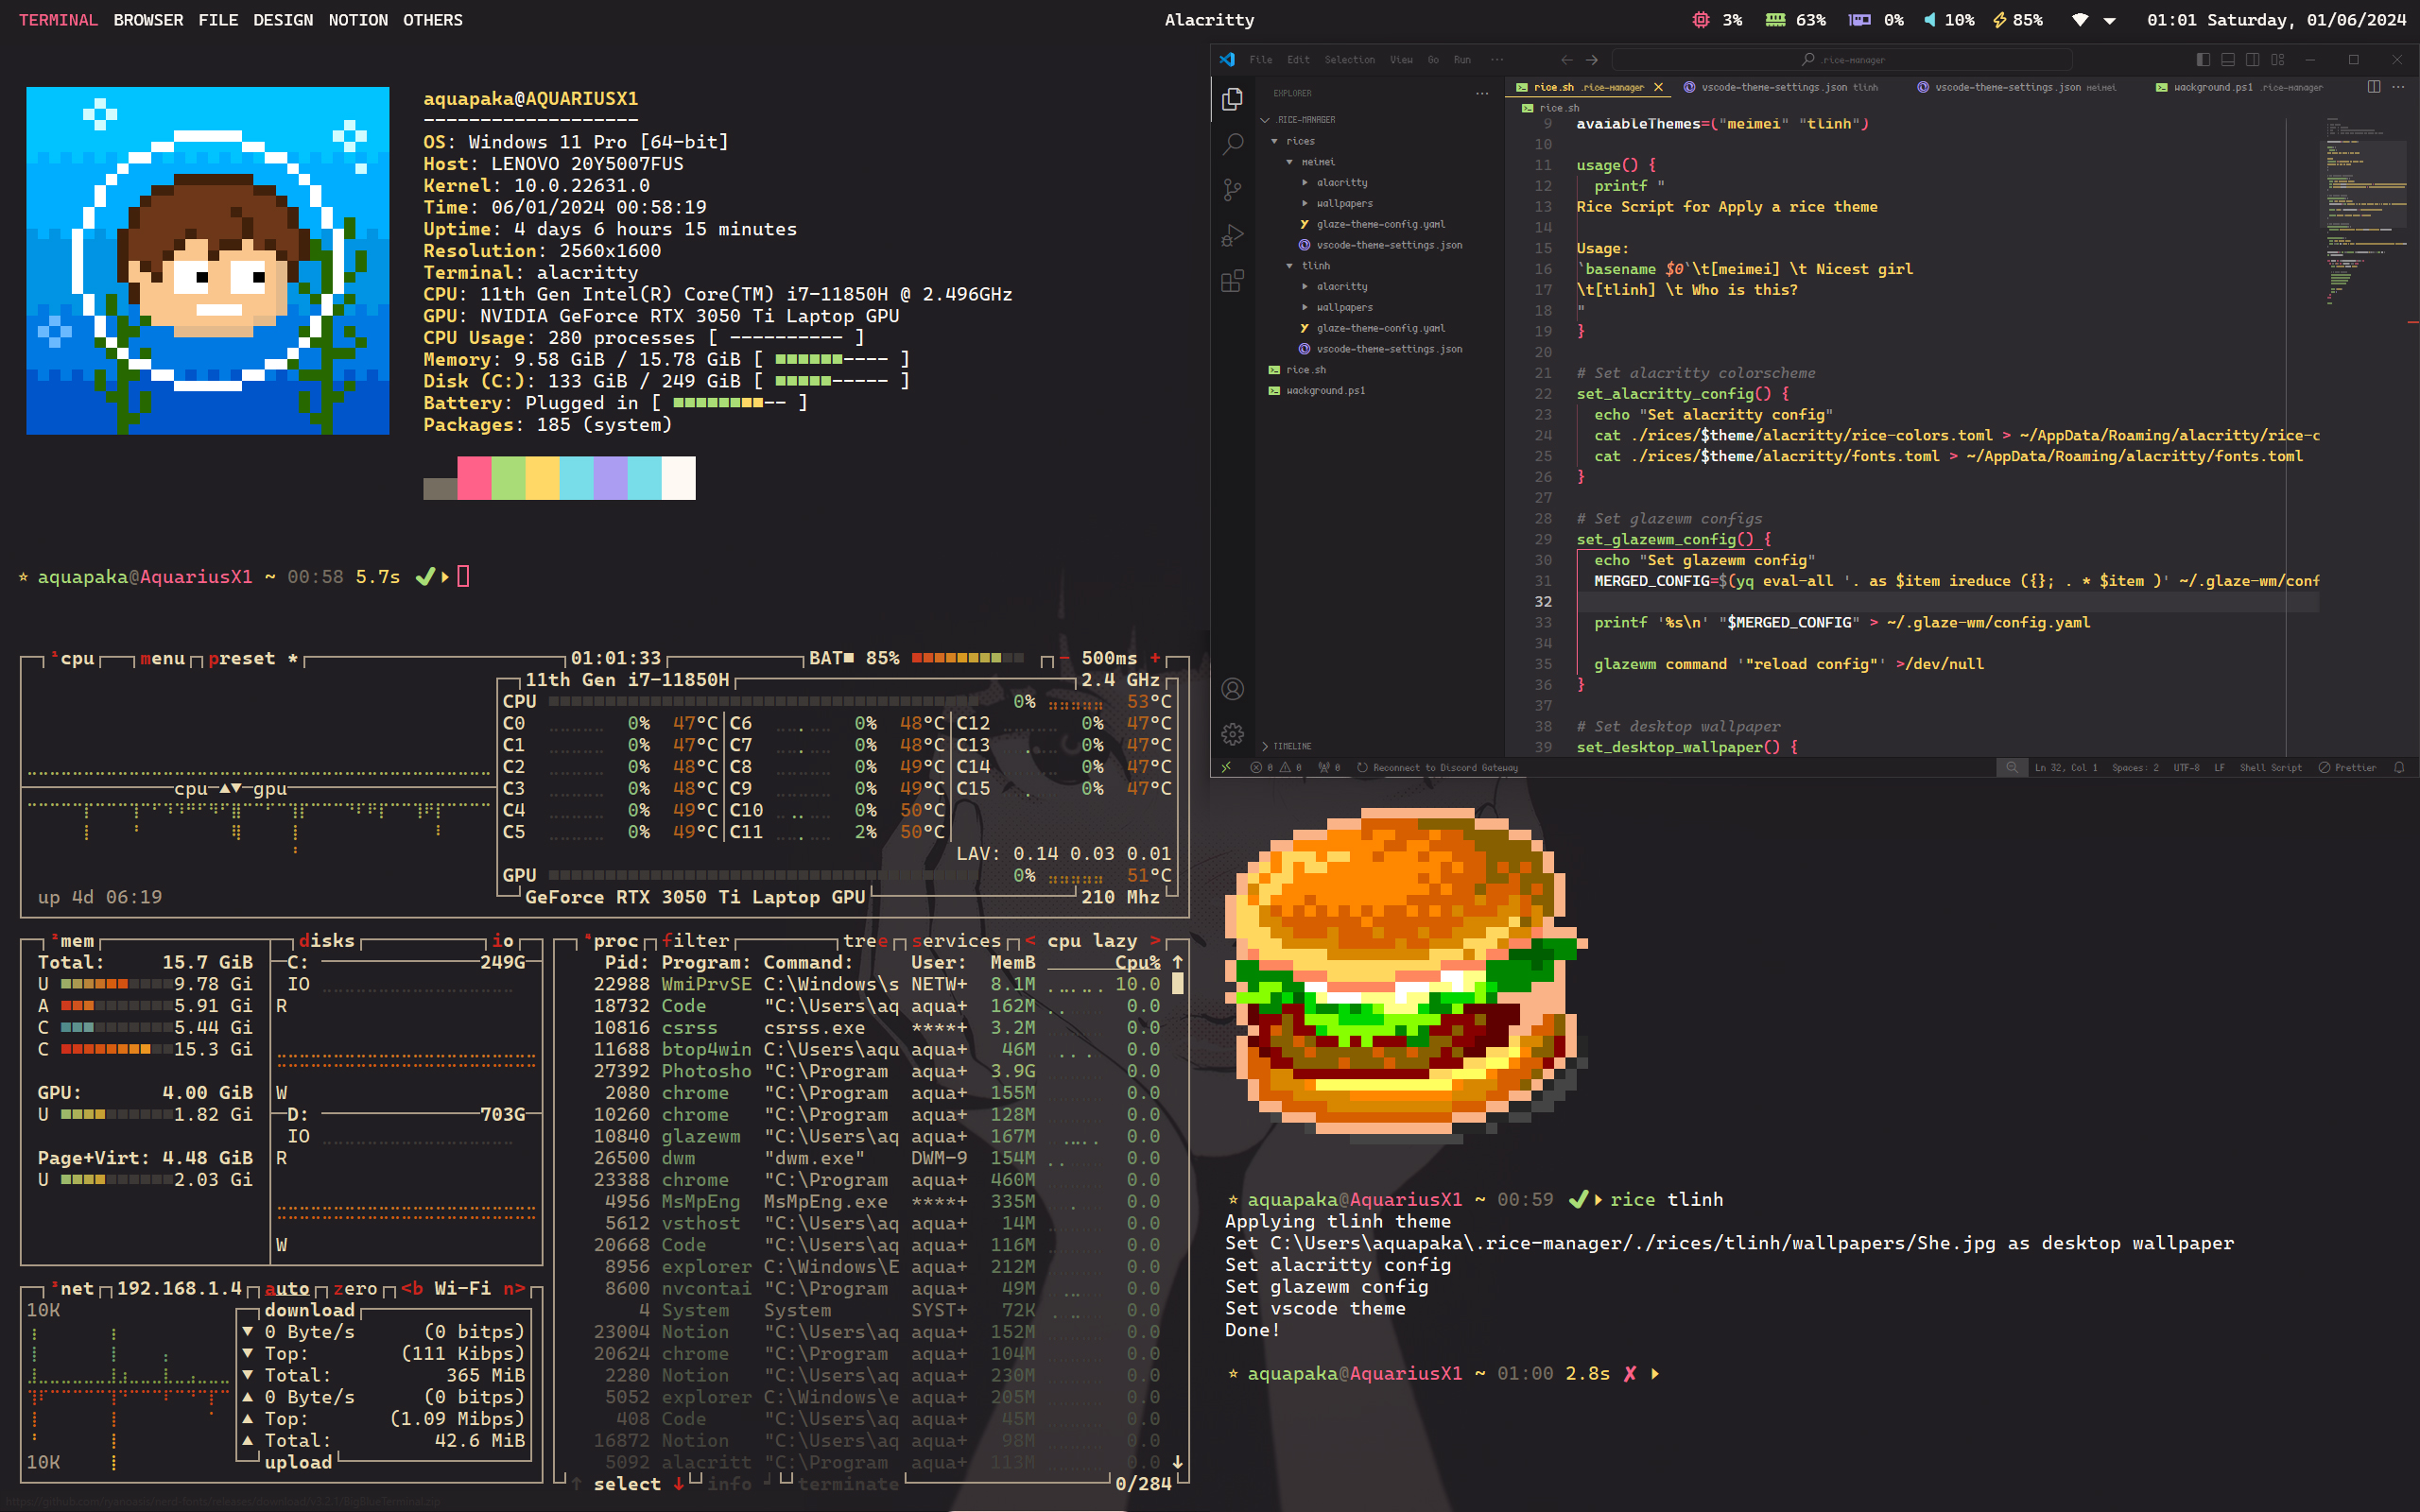 TERMINAL BROWSER FILE DESIGN NOTION OTHERS
Alacritty
3% 63% 0% 10% 85% 01:01 Saturday, 01/06/2024
aquapaka@AQUARIUSX1
-------------------
OS: Windows 11 Pro [64-bit]
Host: LENOVO 20Y5007FUS
Kernel: 10.0.22631.0
Time: 06/01/2024 00:58:19
Uptime: 4 days 6 hours 15 minutes
Resolution: 2560x1600
Terminal: alacritty
CPU: 11th Gen Intel(R) Core(TM) i7-11850H @ 2.496GHz
GPU: NVIDIA GeForce RTX 3050 Ti Laptop GPU
CPU Usage: 280 processes [ ---------- ]
Memory: 9.58 GiB / 15.78 GiB [ ■■■■■■---- ]
Disk (C:): 133 GiB / 249 GiB [ ■■■■■----- ]
Battery: Plugged in [ ■■■■■■■■-- ]
Packages: 185 (system)
☆ aquapaka@AquariusX1 ~ 00:58 5.7s ✔
File Edit Selection View Go Run ···
.rice-manager
EXPLORER ···
.RICE-MANAGER
rices
meimei
alacritty
wallpapers
glaze-theme-config.yaml
vscode-theme-settings.json
tlinh
alacritty
wallpapers
glaze-theme-config.yaml
vscode-theme-settings.json
rice.sh
wackground.ps1
TIMELINE
rice.sh .rice-manager vscode-theme-settings.json tlinh vscode-theme-settings.json meimei wackground.ps1 .rice-manager
rice.sh
9 avaiableThemes=("meimei" "tlinh")
10
11 usage() {
12 printf "
13 Rice Script for Apply a rice theme
14
15 Usage:
16 `basename $0`\t[meimei] \t Nicest girl
17 \t[tlinh] \t Who is this?
18 "
19 }
20
21 # Set alacritty colorscheme
22 set_alacritty_config() {
23 echo "Set alacritty config"
24 cat ./rices/$theme/alacritty/rice-colors.toml > ~/AppData/Roaming/alacritty/rice-c
25 cat ./rices/$theme/alacritty/fonts.toml > ~/AppData/Roaming/alacritty/fonts.toml
26 }
27
28 # Set glazewm configs
29 set_glazewm_config() {
30 echo "Set glazewm config"
31 MERGED_CONFIG=$(yq eval-all '. as $item ireduce ({}; . * $item )' ~/.glaze-wm/conf
32
33 printf '%s\n' "$MERGED_CONFIG" > ~/.glaze-wm/config.yaml
34
35 glazewm command '"reload config"' >/dev/null
36 }
37
38 # Set desktop wallpaper
39 set_desktop_wallpaper() {
0 0 0 Reconnect to Discord Gateway Ln 32, Col 1 Spaces: 2 UTF-8 LF Shell Script Prettier
¹cpu menu preset * 01:01:33 BAT■ 85% - 500ms +
11th Gen i7-11850H 2.4 GHz
CPU 0% 53°C
C0 0% 47°C C6 0% 48°C C12 0% 47°C
C1 0% 47°C C7 0% 48°C C13 0% 47°C
C2 0% 48°C C8 0% 49°C C14 0% 47°C
C3 0% 48°C C9 0% 49°C C15 0% 47°C
C4 0% 49°C C10 0% 50°C
C5 0% 49°C C11 2% 50°C
LAV: 0.14 0.03 0.01
GPU 0% 51°C
GeForce RTX 3050 Ti Laptop GPU 210 Mhz
cpu ▲▼ gpu
up 4d 06:19
²mem disks io
Total: 15.7 GiB
U 9.78 Gi
A 5.91 Gi
C 5.44 Gi
C 15.3 Gi
GPU: 4.00 GiB
U 1.82 Gi
Page+Virt: 4.48 GiB
U 2.03 Gi
C: 249G
IO
R
W
D: 703G
IO
R
W
³net 192.168.1.4 auto zero <b Wi-Fi n>
10K
download
▼ 0 Byte/s (0 bitps)
▼ Top: (111 Kibps)
▼ Total: 365 MiB
▲ 0 Byte/s (0 bitps)
▲ Top: (1.09 Mibps)
▲ Total: 42.6 MiB
10K
upload
⁴proc filter tree services < cpu lazy >
Pid: Program: Command: User: MemB Cpu% ↑
22988 WmiPrvSE C:\Windows\s NETW+ 8.1M 10.0
18732 Code "C:\Users\aq aqua+ 162M 0.0
10816 csrss csrss.exe ****+ 3.2M 0.0
11688 btop4win C:\Users\aqu aqua+ 46M 0.0
27392 Photosho "C:\Program aqua+ 3.9G 0.0
2080 chrome "C:\Program aqua+ 155M 0.0
10260 chrome "C:\Program aqua+ 128M 0.0
10840 glazewm "C:\Users\aq aqua+ 167M 0.0
26500 dwm "dwm.exe" DWM-9 154M 0.0
23388 chrome "C:\Program aqua+ 460M 0.0
4956 MsMpEng MsMpEng.exe ****+ 335M 0.0
5612 vsthost "C:\Users\aq aqua+ 14M 0.0
20668 Code "C:\Users\aq aqua+ 116M 0.0
8956 explorer C:\Windows\E aqua+ 212M 0.0
8600 nvcontai "C:\Program aqua+ 49M 0.0
4 System System SYST+ 72K 0.0
23004 Notion "C:\Users\aq aqua+ 152M 0.0
20624 chrome "C:\Program aqua+ 104M 0.0
2280 Notion "C:\Users\aq aqua+ 230M 0.0
5052 explorer C:\Windows\e aqua+ 205M 0.0
408 Code "C:\Users\aq aqua+ 45M 0.0
16872 Notion "C:\Users\aq aqua+ 98M 0.0
5092 alacritt "C:\Program aqua+ 113M 0.0 ↓
↑ select ↓ info ↲ terminate 0/284
☆ aquapaka@AquariusX1 ~ 00:59 ✔ rice tlinh
Applying tlinh theme
Set C:\Users\aquapaka\.rice-manager/./rices/tlinh/wallpapers/She.jpg as desktop wallpaper
Set alacritty config
Set glazewm config
Set vscode theme
Done!
☆ aquapaka@AquariusX1 ~ 01:00 2.8s ✘